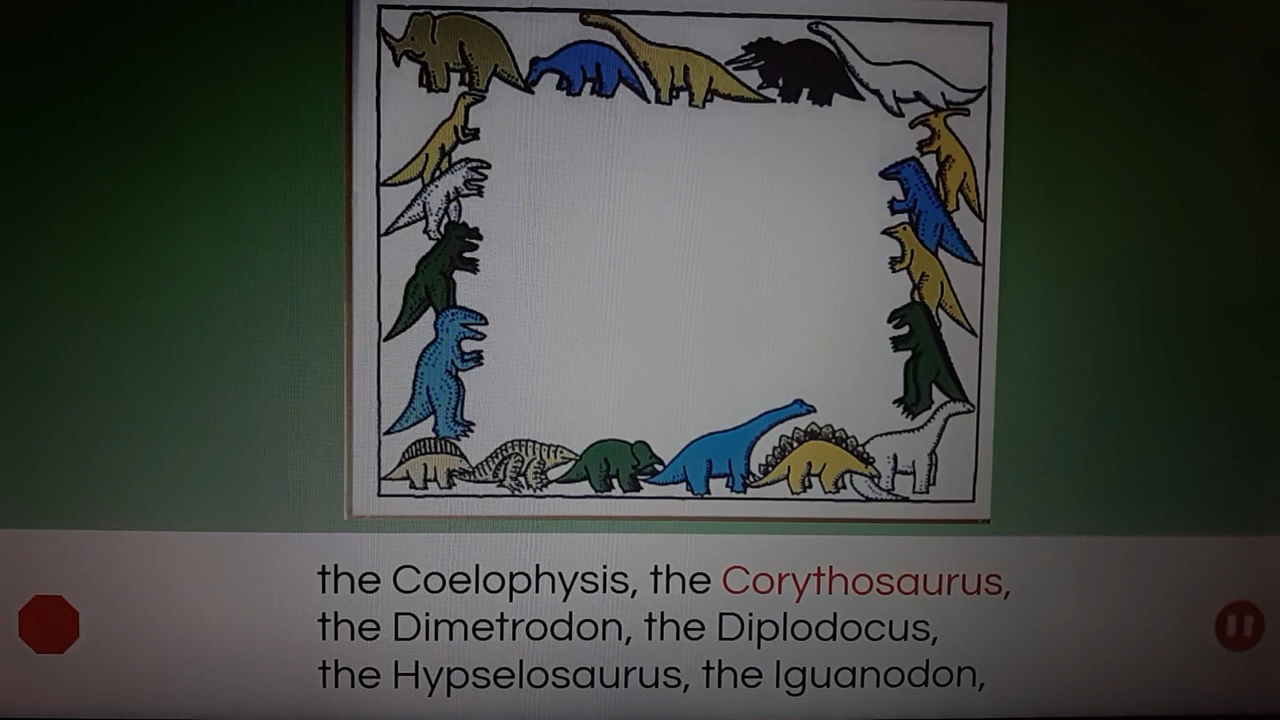 the Coelophysis, the Corythosaurus,
the Dimetrodon, the Diplodocus,
the Hypselosaurus, the Iguanodon,